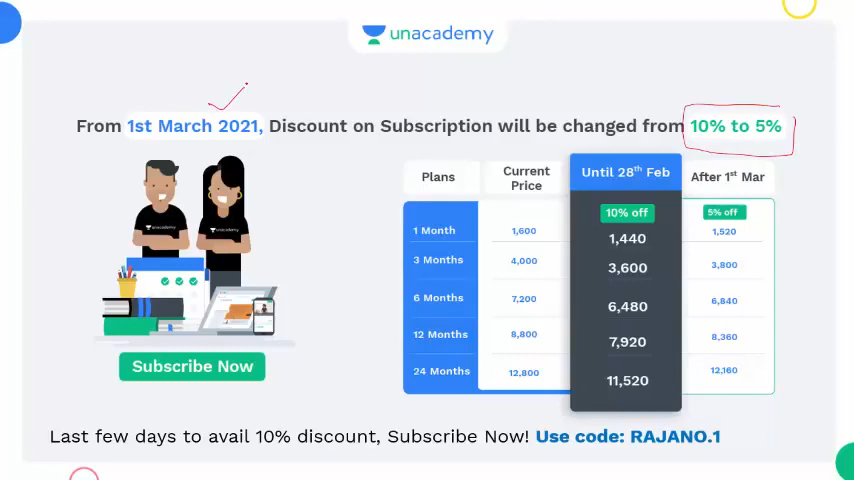 unacademy
From 1st March 2021, Discount on Subscription will be changed from 10% to 5%
Plans Current Price Until 28th Feb After 1st Mar
10% off 5% off
1 Month 1,600 1,440 1,520
3 Months 4,000 3,600 3,800
6 Months 7,200 6,480 6,840
12 Months 8,800 7,920 8,360
24 Months 12,800 11,520 12,160
unacademy unacademy
Subscribe Now
Last few days to avail 10% discount, Subscribe Now! Use code: RAJANO.1